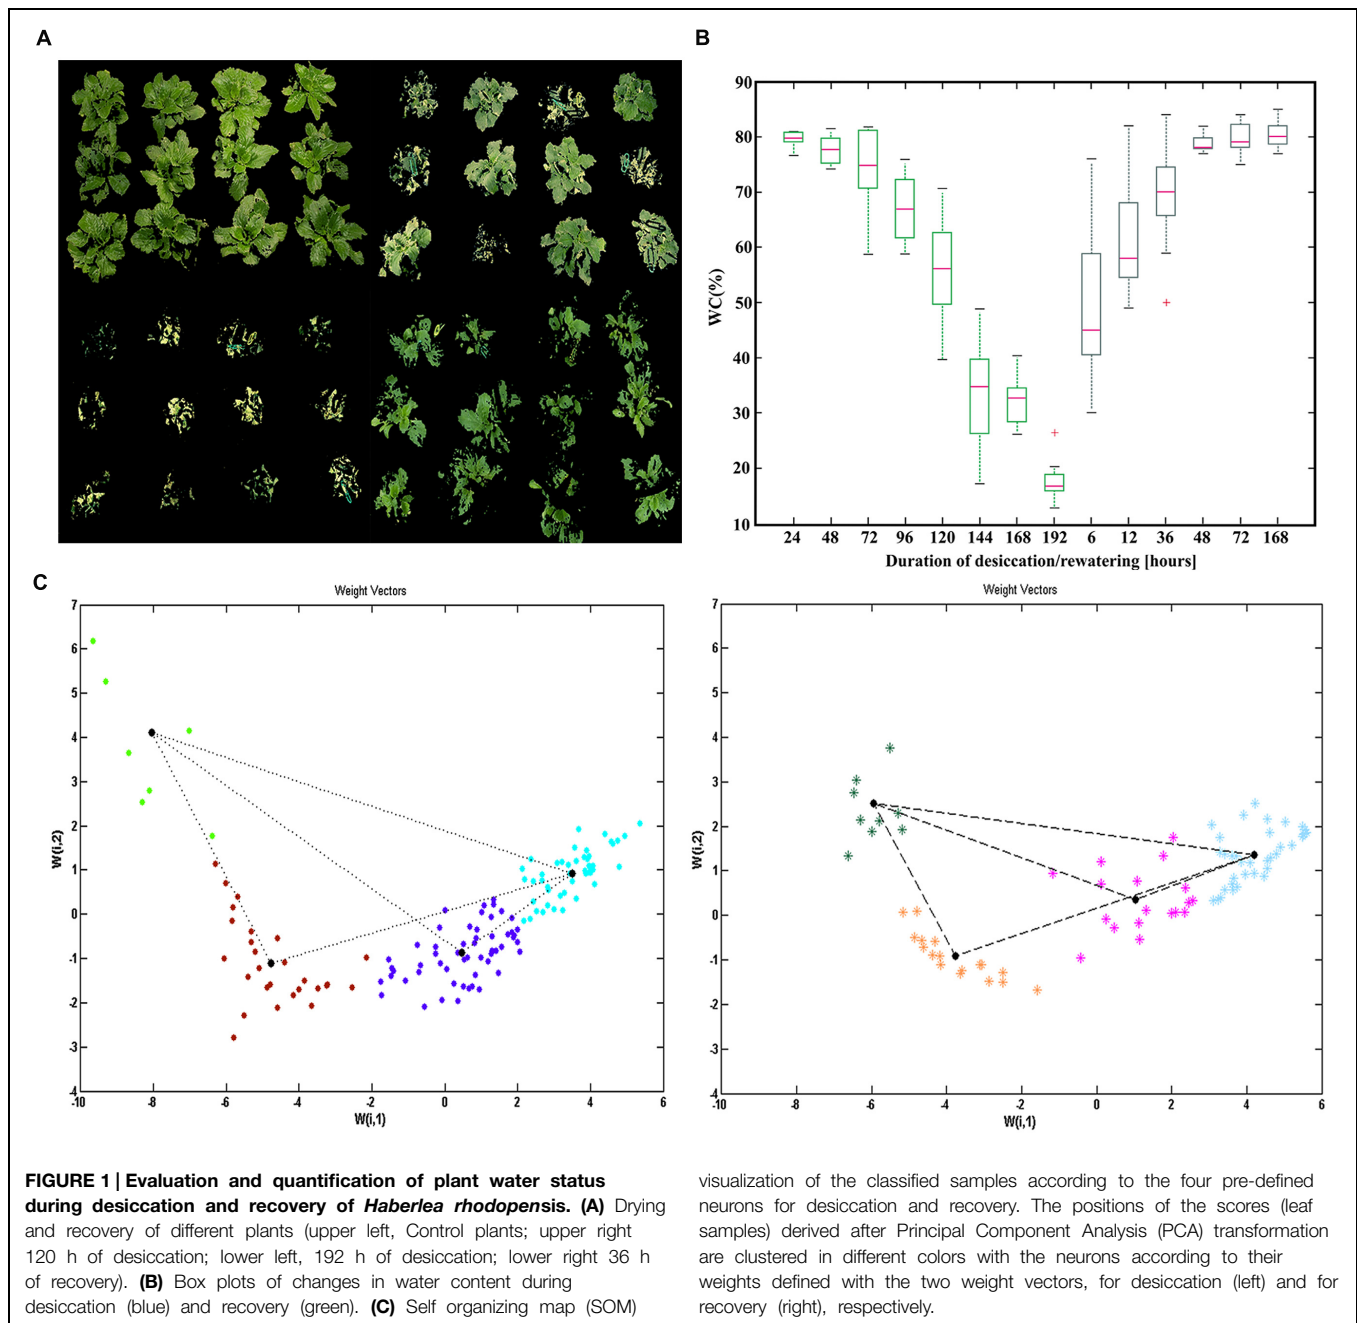 A
B
90
80
70
60
50
40
30
20
10
WC(%)
24 48 72 96 120 144 168 192 6 12 36 48 72 168
Duration of desiccation/rewatering [hours]
C
Weight Vectors
7
6
5
4
3
2
1
0
-1
-2
-3
-4
W(i,2)
-10 -8 -6 -4 -2 0 2 4 6
W(i,1)
Weight Vectors
7
6
5
4
3
2
1
0
-1
-2
-3
-4
W(i,2)
-10 -8 -6 -4 -2 0 2 4 6
W(i,1)
FIGURE 1 | Evaluation and quantification of plant water status
during desiccation and recovery of Haberlea rhodopensis. (A) Drying
and recovery of different plants (upper left, Control plants; upper right
120 h of desiccation; lower left, 192 h of desiccation; lower right 36 h
of recovery). (B) Box plots of changes in water content during
desiccation (blue) and recovery (green). (C) Self organizing map (SOM)
visualization of the classified samples according to the four pre-defined
neurons for desiccation and recovery. The positions of the scores (leaf
samples) derived after Principal Component Analysis (PCA) transformation
are clustered in different colors with the neurons according to their
weights defined with the two weight vectors, for desiccation (left) and for
recovery (right), respectively.